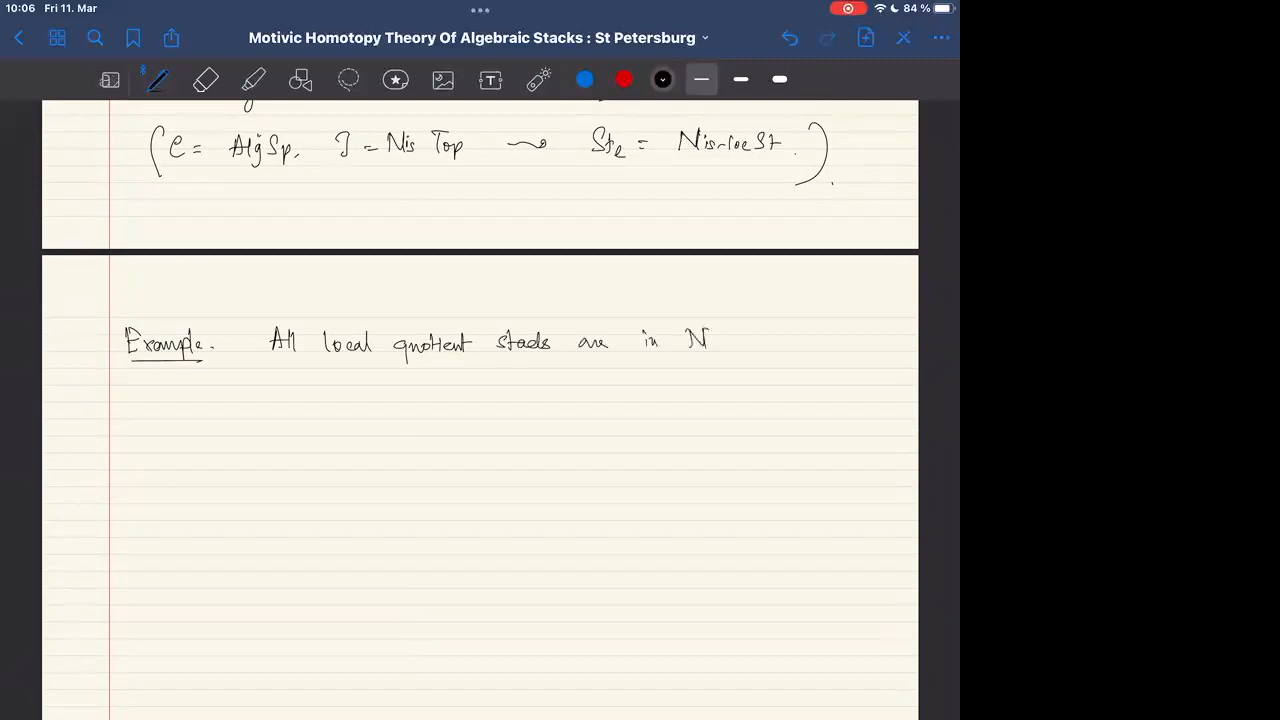 10:06 Fri 11. Mar 84 %
Motivic Homotopy Theory Of Algebraic Stacks : St Petersburg
T
( C = AlgSp, J = Nis Top ⇝ St_C = Nis-loc St. ).
Example. All local quotient stacks are in N